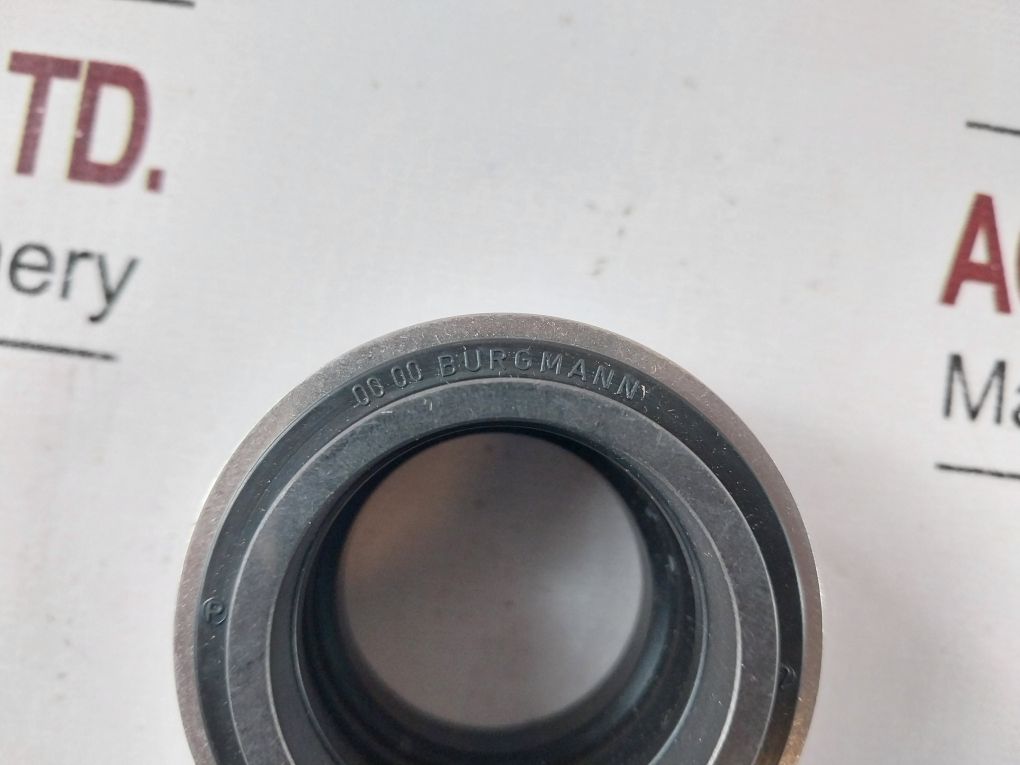 TD.
ery
A
Ma
06 00 BURGMANN
P